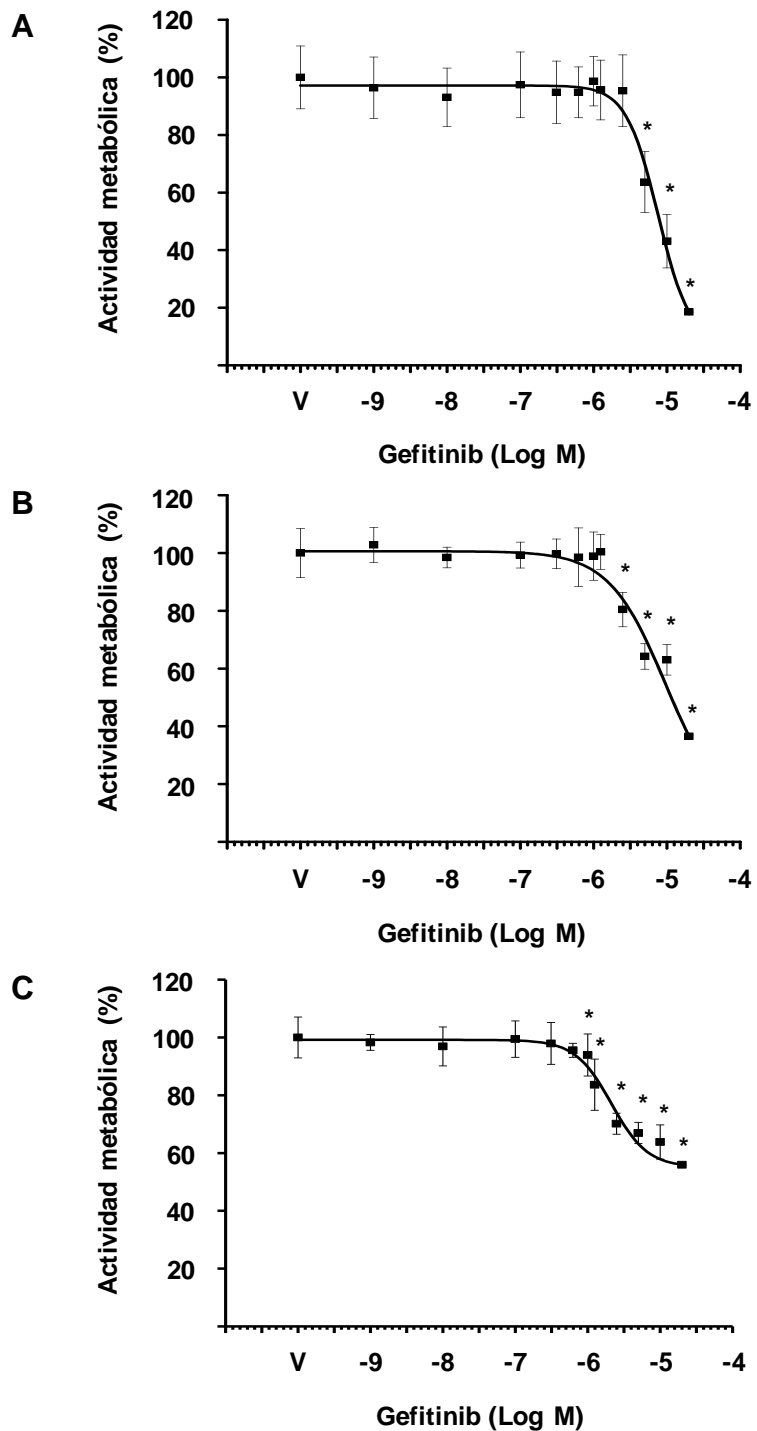 A
Actividad metabólica (%)
120
100
80
60
40
20
* * *
V -9 -8 -7 -6 -5 -4
Gefitinib (Log M)
B
Actividad metabólica (%)
120
100
80
60
40
20
* * * *
V -9 -8 -7 -6 -5 -4
Gefitinib (Log M)
C
Actividad metabólica (%)
120
100
80
60
40
20
* * * * * *
V -9 -8 -7 -6 -5 -4
Gefitinib (Log M)